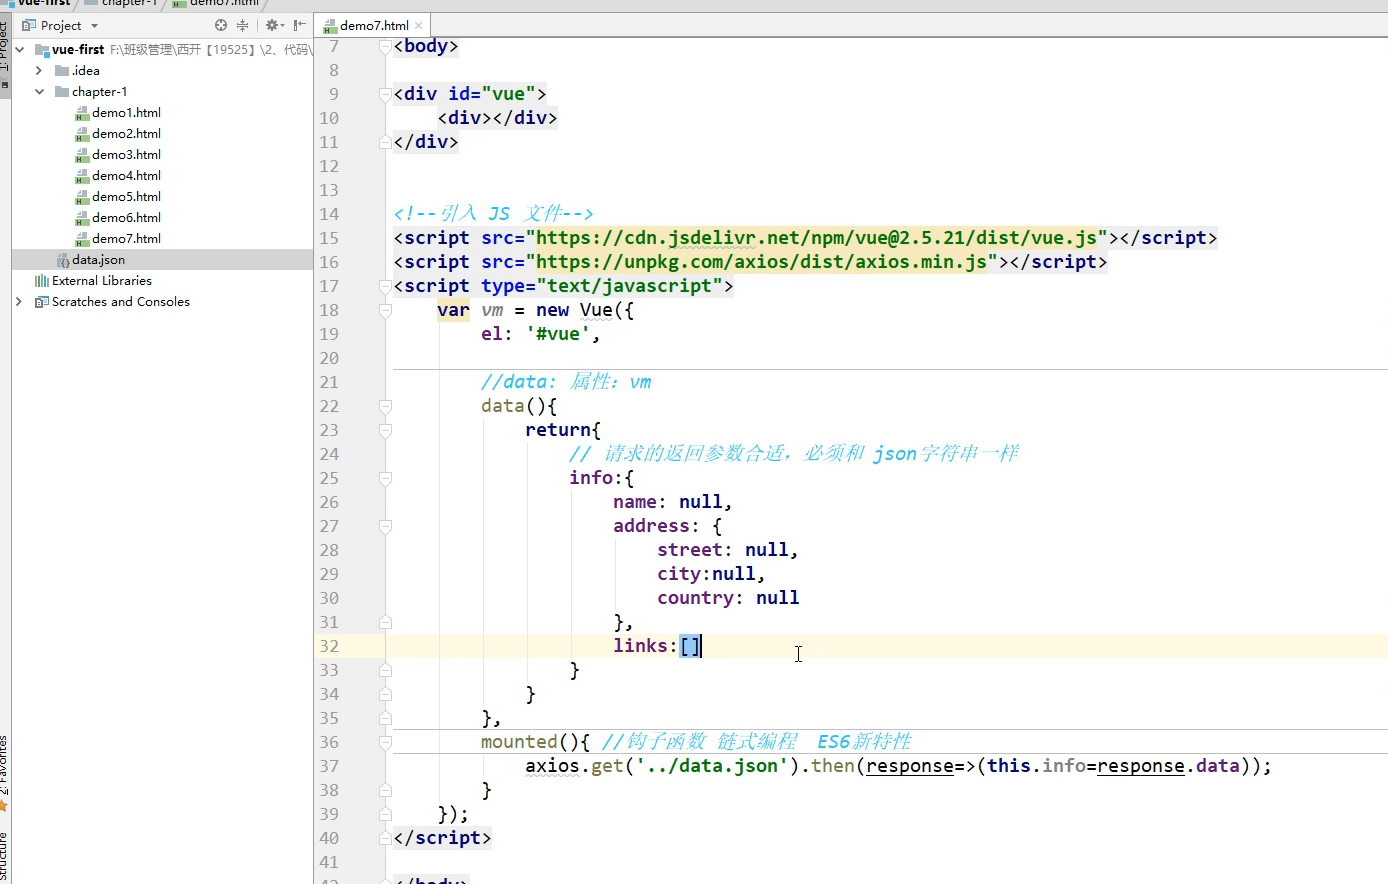 vue-first chapter-1 demo7.html
Project
demo7.html
1: Project
vue-first F:\班级管理\西开【19525】\2、代码\
.idea
chapter-1
demo1.html
demo2.html
demo3.html
demo4.html
demo5.html
demo6.html
demo7.html
data.json
External Libraries
Scratches and Consoles
2: Favorites
Structure
7 <body>
8
9 <div id="vue">
10 <div></div>
11 </div>
12
13
14 <!--引入 JS 文件-->
15 <script src="https://cdn.jsdelivr.net/npm/vue@2.5.21/dist/vue.js"></script>
16 <script src="https://unpkg.com/axios/dist/axios.min.js"></script>
17 <script type="text/javascript">
18 var vm = new Vue({
19 el: '#vue',
20
21 //data: 属性：vm
22 data(){
23 return{
24 // 请求的返回参数合适，必须和 json字符串一样
25 info:{
26 name: null,
27 address: {
28 street: null,
29 city:null,
30 country: null
31 },
32 links:[]
33 }
34 }
35 },
36 mounted(){ //钩子函数 链式编程 ES6新特性
37 axios.get('../data.json').then(response=>(this.info=response.data));
38 }
39 });
40 </script>
41
42 </body>